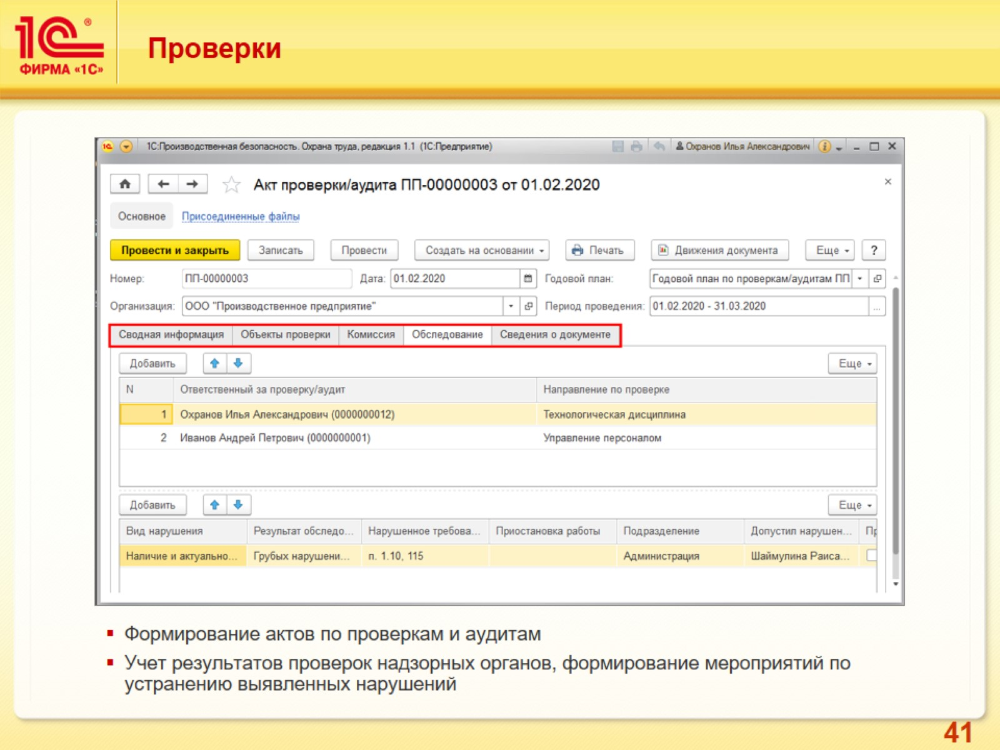 1С®
ФИРМА «1С»
Проверки
1С:Производственная безопасность. Охрана труда, редакция 1.1 (1С:Предприятие)
Охранов Илья Александрович
Акт проверки/аудита ПП-00000003 от 01.02.2020
Основное Присоединенные файлы
Провести и закрыть Записать Провести Создать на основании Печать Движения документа Еще ?
Номер: ПП-00000003 Дата: 01.02.2020 Годовой план: Годовой план по проверкам/аудитам ПП
Организация: ООО "Производственное предприятие" Период проведения: 01.02.2020 - 31.03.2020 ...
Сводная информация Объекты проверки Комиссия Обследование Сведения о документе
Добавить Еще
N Ответственный за проверку/аудит Направление по проверке
1 Охранов Илья Александрович (0000000012) Технологическая дисциплина
2 Иванов Андрей Петрович (0000000001) Управление персоналом
Добавить Еще
Вид нарушения Результат обследо... Нарушенное требова... Приостановка работы Подразделение Допустил нарушен... Пр
Наличие и актуально... Грубых нарушени... п. 1.10, 115 Администрация Шаймулина Раиса...
▪ Формирование актов по проверкам и аудитам
▪ Учет результатов проверок надзорных органов, формирование мероприятий по
устранению выявленных нарушений
41